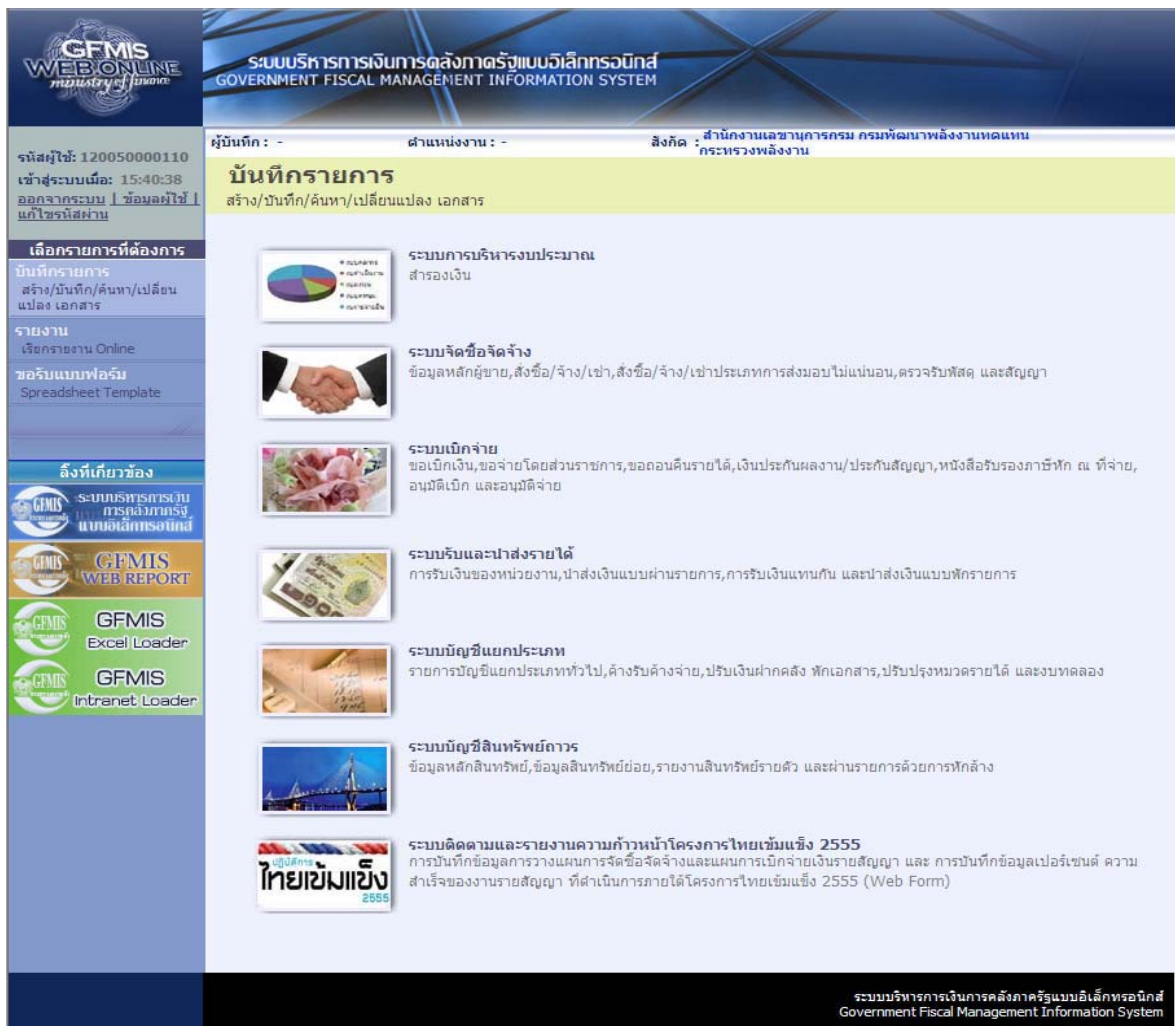 GFMIS
WEB ONLINE
ministry of finance
ระบบบริหารการเงินการคลังภาครัฐแบบอิเล็กทรอนิกส์
GOVERNMENT FISCAL MANAGEMENT INFORMATION SYSTEM
ผู้บันทึก : - ตำแหน่งงาน : - สังกัด : สำนักงานเลขานุการกรม กรมพัฒนาพลังงานทดแทน
กระทรวงพลังงาน
รหัสผู้ใช้: 120050000110
เข้าสู่ระบบเมื่อ: 15:40:38
ออกจากระบบ | ข้อมูลผู้ใช้ |
แก้ไขรหัสผ่าน
บันทึกรายการ
สร้าง/บันทึก/ค้นหา/เปลี่ยนแปลง เอกสาร
เลือกรายการที่ต้องการ
บันทึกรายการ
สร้าง/บันทึก/ค้นหา/เปลี่ยน
แปลง เอกสาร
รายงาน
เรียกรายงาน Online
ขอรับแบบฟอร์ม
Spreadsheet Template
ลิ้งที่เกี่ยวข้อง
GFMIS
ระบบบริหารการเงิน
การคลังภาครัฐ
แบบอิเล็กทรอนิกส์
GFMIS
GFMIS
WEB REPORT
GFMIS
GFMIS
Excel Loader
GFMIS
GFMIS
Intranet Loader
ระบบการบริหารงบประมาณ
สำรองเงิน
ระบบจัดซื้อจัดจ้าง
ข้อมูลหลักผู้ขาย,สั่งซื้อ/จ้าง/เช่า,สั่งซื้อ/จ้าง/เช่าประเภทการส่งมอบไม่แน่นอน,ตรวจรับพัสดุ และสัญญา
ระบบเบิกจ่าย
ขอเบิกเงิน,ขอจ่ายโดยส่วนราชการ,ขอถอนคืนรายได้,เงินประกันผลงาน/ประกันสัญญา,หนังสือรับรองภาษีหัก ณ ที่จ่าย,
อนุมัติเบิก และอนุมัติจ่าย
ระบบรับและนำส่งรายได้
การรับเงินของหน่วยงาน,นำส่งเงินแบบผ่านรายการ,การรับเงินแทนกัน และนำส่งเงินแบบพักรายการ
ระบบบัญชีแยกประเภท
รายการบัญชีแยกประเภททั่วไป,ค้างรับค้างจ่าย,ปรับเงินฝากคลัง พักเอกสาร,ปรับปรุงหมวดรายได้ และงบทดลอง
ระบบบัญชีสินทรัพย์ถาวร
ข้อมูลหลักสินทรัพย์,ข้อมูลสินทรัพย์ย่อย,รายงานสินทรัพย์รายตัว และผ่านรายการด้วยการหักล้าง
ปฏิบัติการ
ไทยเข้มแข็ง
2555
ระบบติดตามและรายงานความก้าวหน้าโครงการไทยเข้มแข็ง 2555
การบันทึกข้อมูลการวางแผนการจัดซื้อจัดจ้างและแผนการเบิกจ่ายเงินรายสัญญา และ การบันทึกข้อมูลเปอร์เซนต์ ความ
สำเร็จของงานรายสัญญา ที่ดำเนินการภายใต้โครงการไทยเข้มแข็ง 2555 (Web Form)
ระบบบริหารการเงินการคลังภาครัฐแบบอิเล็กทรอนิกส์
Government Fiscal Management Information System